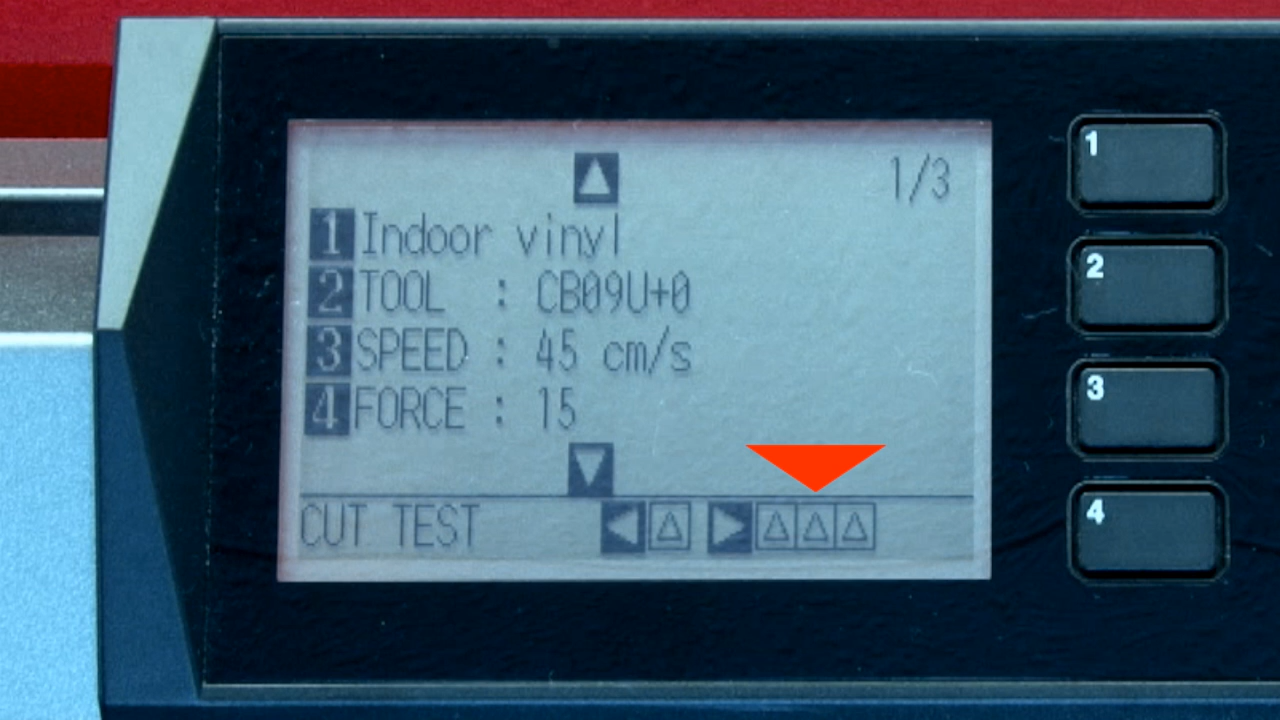 1/3
1 Indoor vinyl
2 TOOL : CB09U+0
3 SPEED : 45 cm/s
4 FORCE : 15
CUT TEST
1
2
3
4